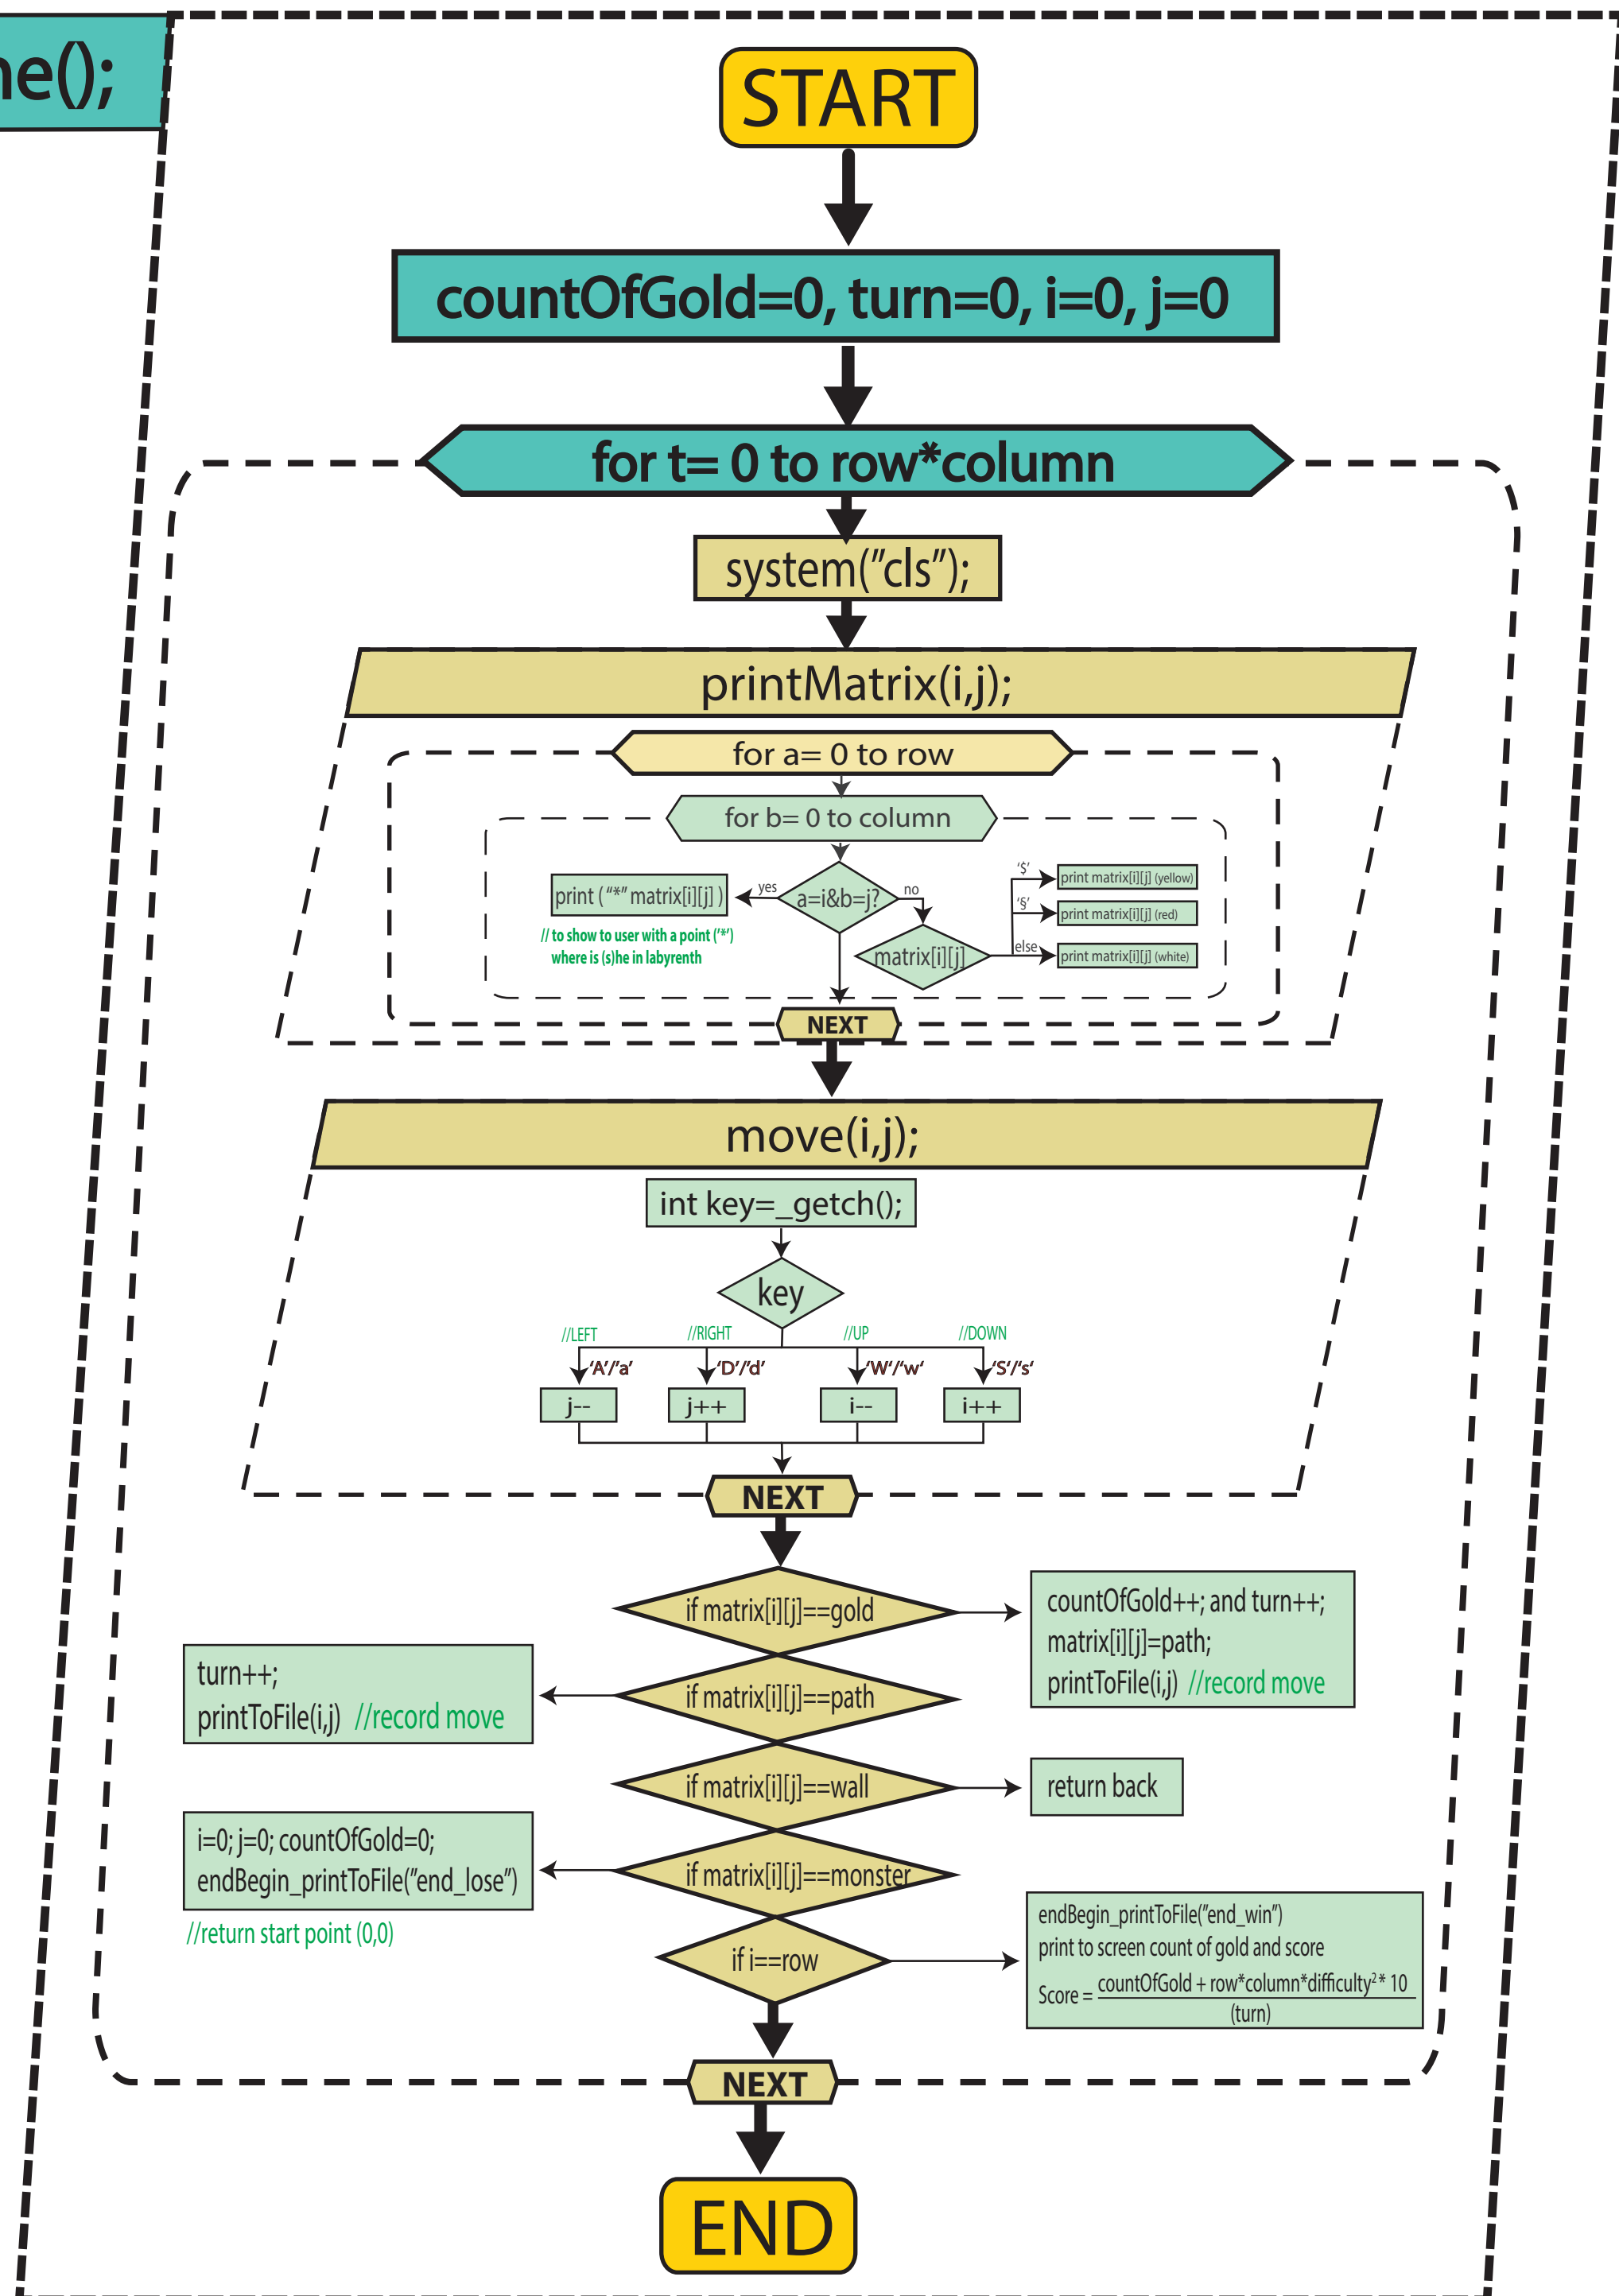 ne();
START
countOfGold=0, turn=0, i=0, j=0
for t= 0 to row*column
system(”cls”);
printMatrix(i,j);
for a= 0 to row
for b= 0 to column
a=i&b=j?
yes
no
print ( “*” matrix[i][j] )
// to show to user with a point (’*’)
where is (s)he in labyrenth
matrix[i][j]
‘$’
print matrix[i][j] (yellow)
‘§’
print matrix[i][j] (red)
else
print matrix[i][j] (white)
NEXT
move(i,j);
int key=_getch();
key
//LEFT
//RIGHT
//UP
//DOWN
‘A’/’a’
‘D’/’d’
‘W‘/‘w‘
‘S‘/‘s‘
j--
j++
i--
i++
NEXT
if matrix[i][j]==gold
countOfGold++; and turn++;
matrix[i][j]=path;
printToFile(i,j) //record move
if matrix[i][j]==path
turn++;
printToFile(i,j) //record move
if matrix[i][j]==wall
return back
if matrix[i][j]==monster
i=0; j=0; countOfGold=0;
endBegin_printToFile(”end_lose”)
//return start point (0,0)
if i==row
endBegin_printToFile(”end_win”)
print to screen count of gold and score
Score = countOfGold + row*column*difficulty² * 10
(turn)
NEXT
END